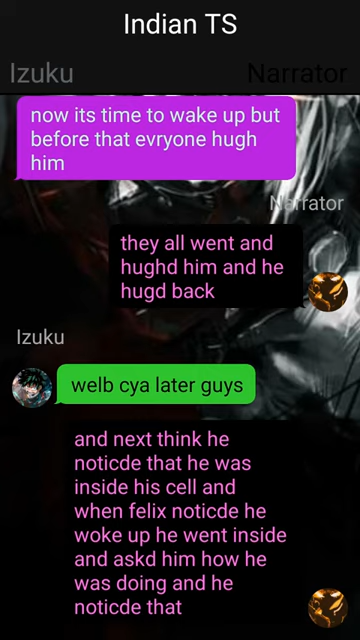 Indian TS
Izuku
Narrator
now its time to wake up but
before that evryone hugh
him
Narrator
they all went and
hughd him and he
hugd back
Izuku
welb cya later guys
and next think he
noticde that he was
inside his cell and
when felix noticde he
woke up he went inside
and askd him how he
was doing and he
noticde that